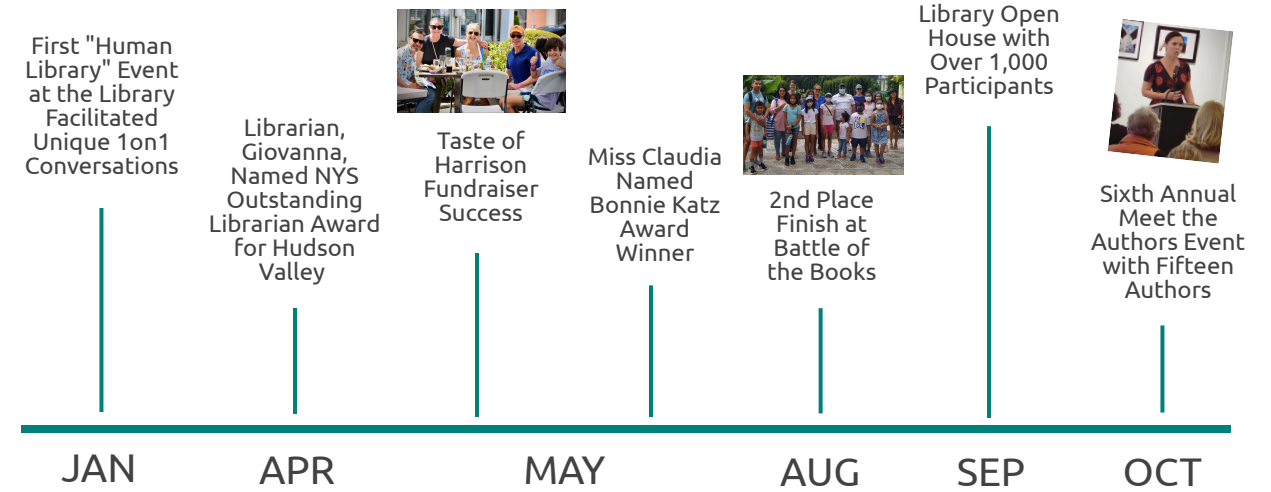 First "Human
Library" Event
at the Library
Facilitated
Unique 1on1
Conversations
Librarian,
Giovanna,
Named NYS
Outstanding
Librarian Award
for Hudson
Valley
Taste of
Harrison
Fundraiser
Success
Miss Claudia
Named
Bonnie Katz
Award
Winner
2nd Place
Finish at
Battle of
the Books
Library Open
House with
Over 1,000
Participants
Sixth Annual
Meet the
Authors Event
with Fifteen
Authors
JAN
APR
MAY
AUG
SEP
OCT